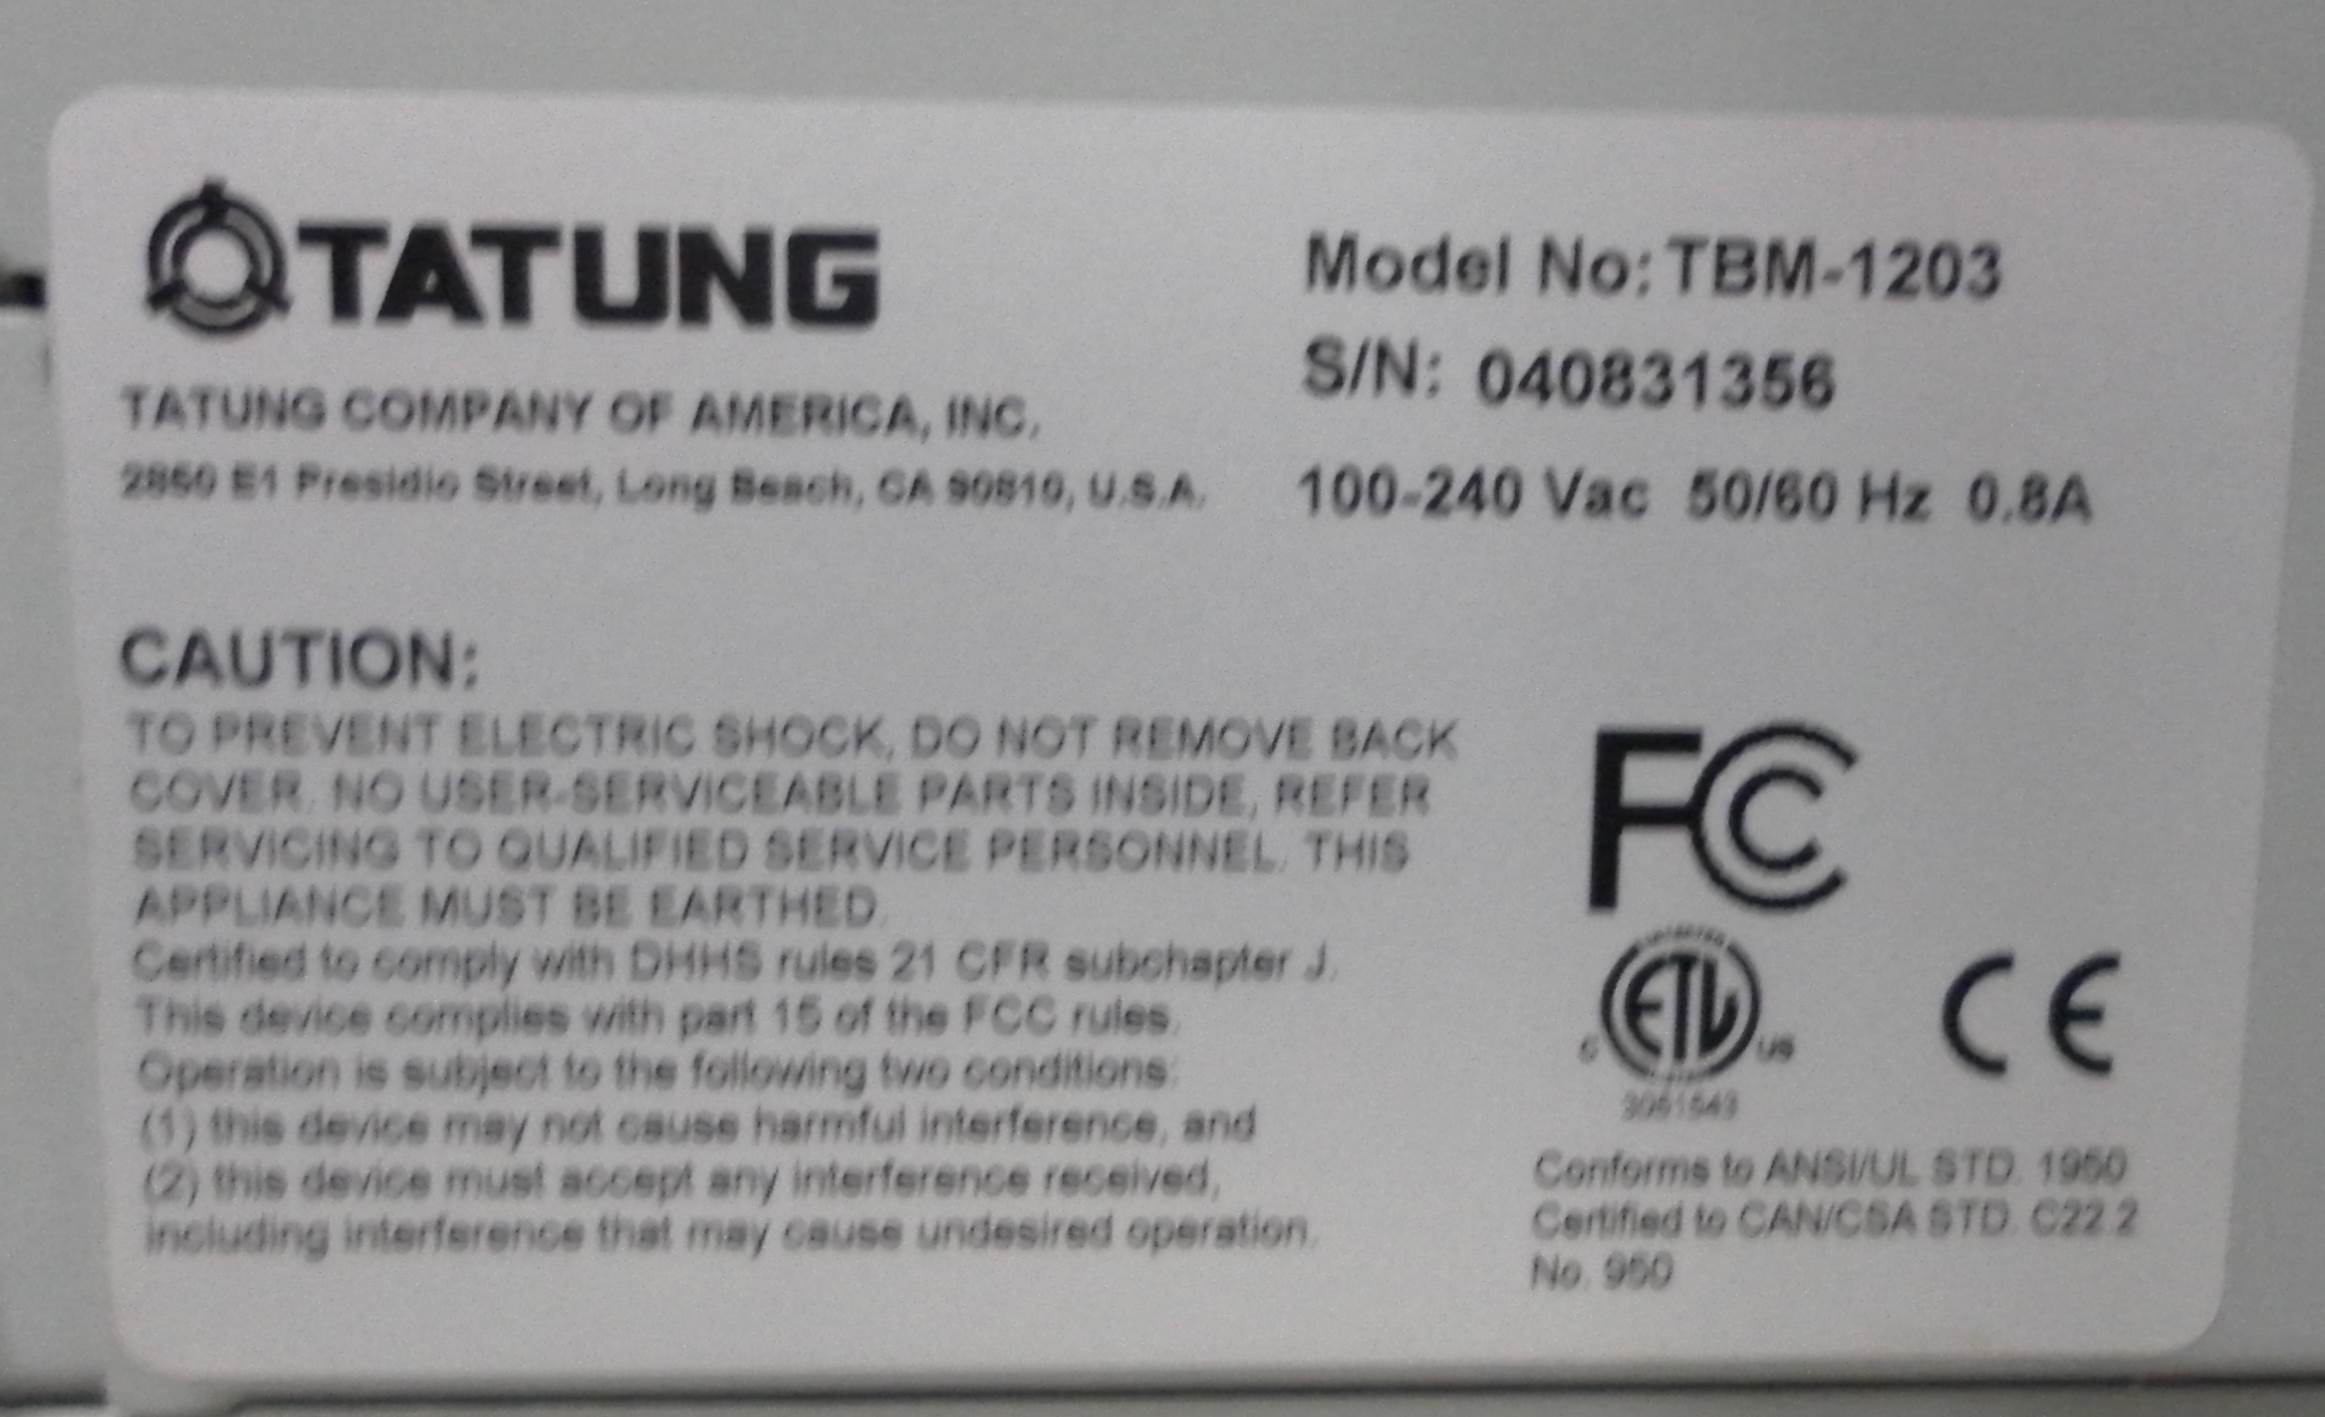 TATUNG
TATUNG COMPANY OF AMERICA, INC.
2850 E1 Presidio Street, Long Beach, CA 90810, U.S.A.
Model No: TBM-1203
S/N: 040831356
100-240 Vac 50/60 Hz 0.8A
CAUTION:
TO PREVENT ELECTRIC SHOCK, DO NOT REMOVE BACK
COVER. NO USER-SERVICEABLE PARTS INSIDE, REFER
SERVICING TO QUALIFIED SERVICE PERSONNEL. THIS
APPLIANCE MUST BE EARTHED.
Certified to comply with DHHS rules 21 CFR subchapter J.
This device complies with part 15 of the FCC rules.
Operation is subject to the following two conditions:
(1) this device may not cause harmful interference, and
(2) this device must accept any interference received,
including interference that may cause undesired operation.
FC
ETL
C US
CE
Conforms to ANSI/UL STD. 1950
Certified to CAN/CSA STD. C22.2
No. 950